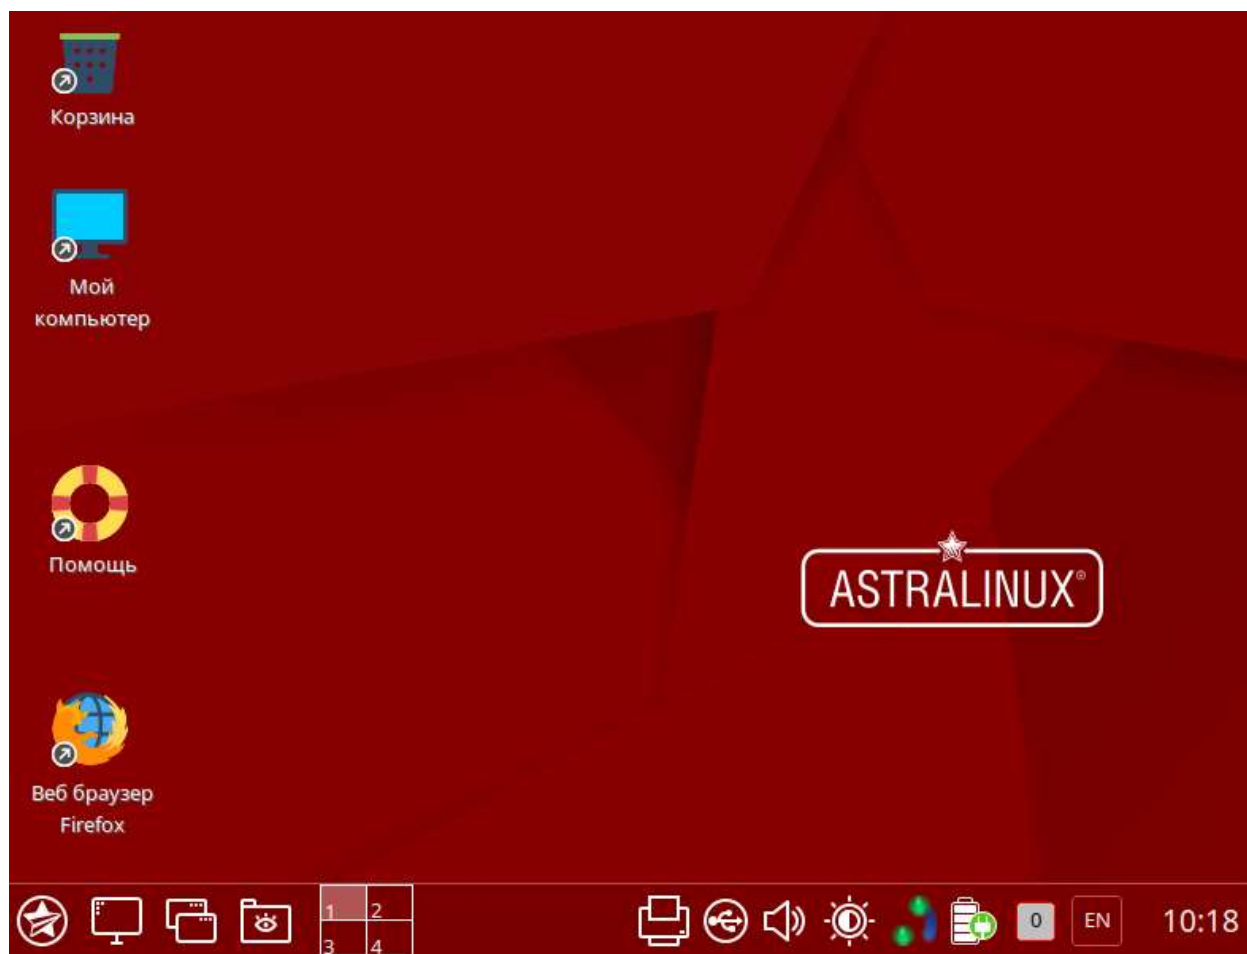 Корзина
Мой
компьютер
Помощь
ASTRALINUX®
Веб браузер
Firefox
1 2
3 4
0 EN 10:18